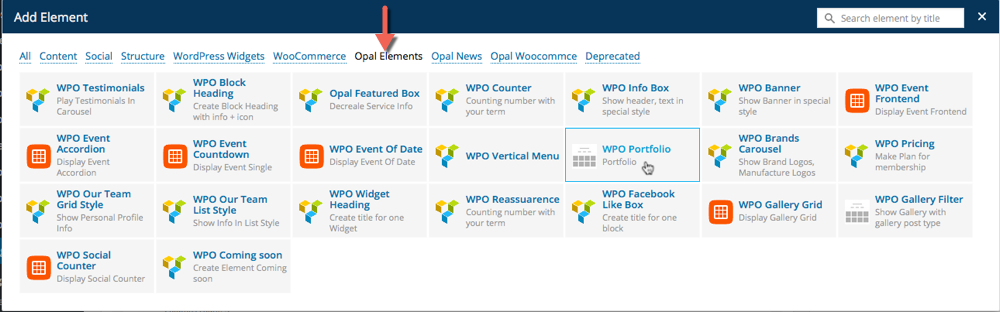 Add Element
Search element by title
All Content Social Structure WordPress Widgets WooCommerce Opal Elements Opal News Opal Woocommce Deprecated
WPO Testimonials
Play Testimonials In
Carousel
WPO Block
Heading
Create Block Heading
with info + icon
Opal Featured Box
Decreale Service Info
WPO Counter
Counting number with
your term
WPO Info Box
Show header, text in
special style
WPO Banner
Show Banner in special
style
WPO Event
Frontend
Display Event Frontend
WPO Event
Accordion
Display Event
Accordion
WPO Event
Countdown
Display Event Single
WPO Event Of Date
Display Event Of Date
WPO Vertical Menu
WPO Portfolio
Portfolio
WPO Brands
Carousel
Show Brand Logos,
Manufacture Logos
WPO Pricing
Make Plan for
membership
WPO Our Team
Grid Style
Show Personal Profile
Info
WPO Our Team
List Style
Show Info In List Style
WPO Widget
Heading
Create title for one
Widget
WPO Reassuarence
Counting number with
your term
WPO Facebook
Like Box
Create title for one
block
WPO Gallery Grid
Display Gallery Grid
WPO Gallery Filter
Show Gallery with
gallery post type
WPO Social
Counter
Display Social Counter
WPO Coming soon
Create Element Coming
soon